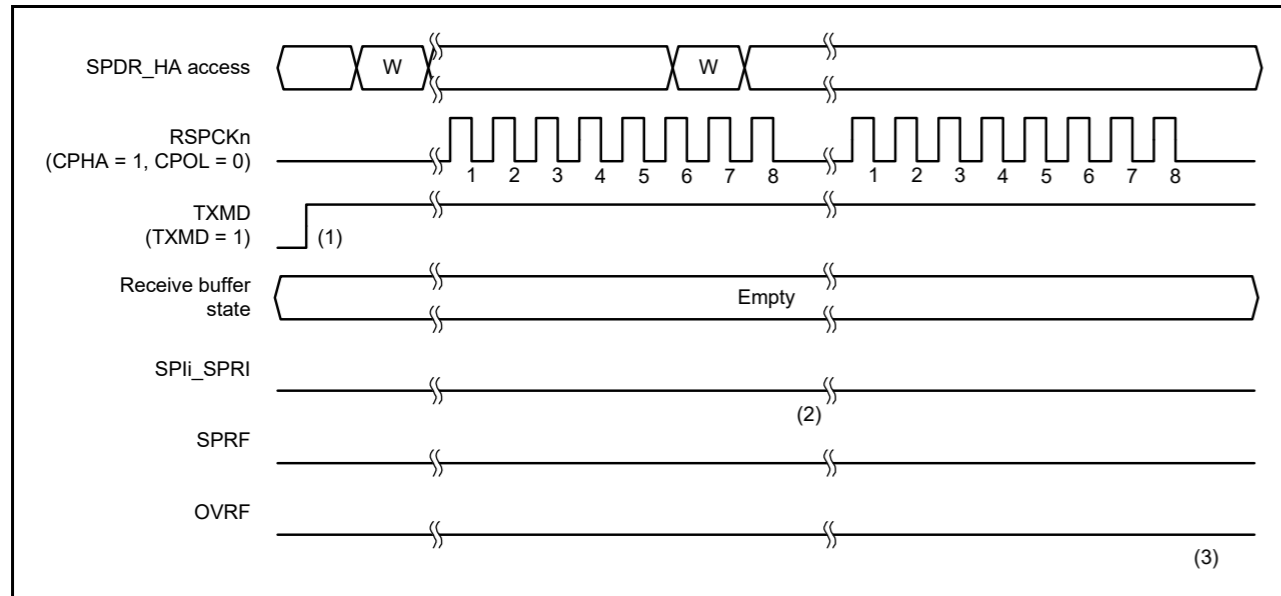 SPDR_HA access
W
W
RSPCKn
(CPHA = 1, CPOL = 0)
1 2 3 4 5 6 7 8
1 2 3 4 5 6 7 8
TXMD
(TXMD = 1)
(1)
Receive buffer
state
Empty
SPIi_SPRI
(2)
SPRF
OVRF
(3)